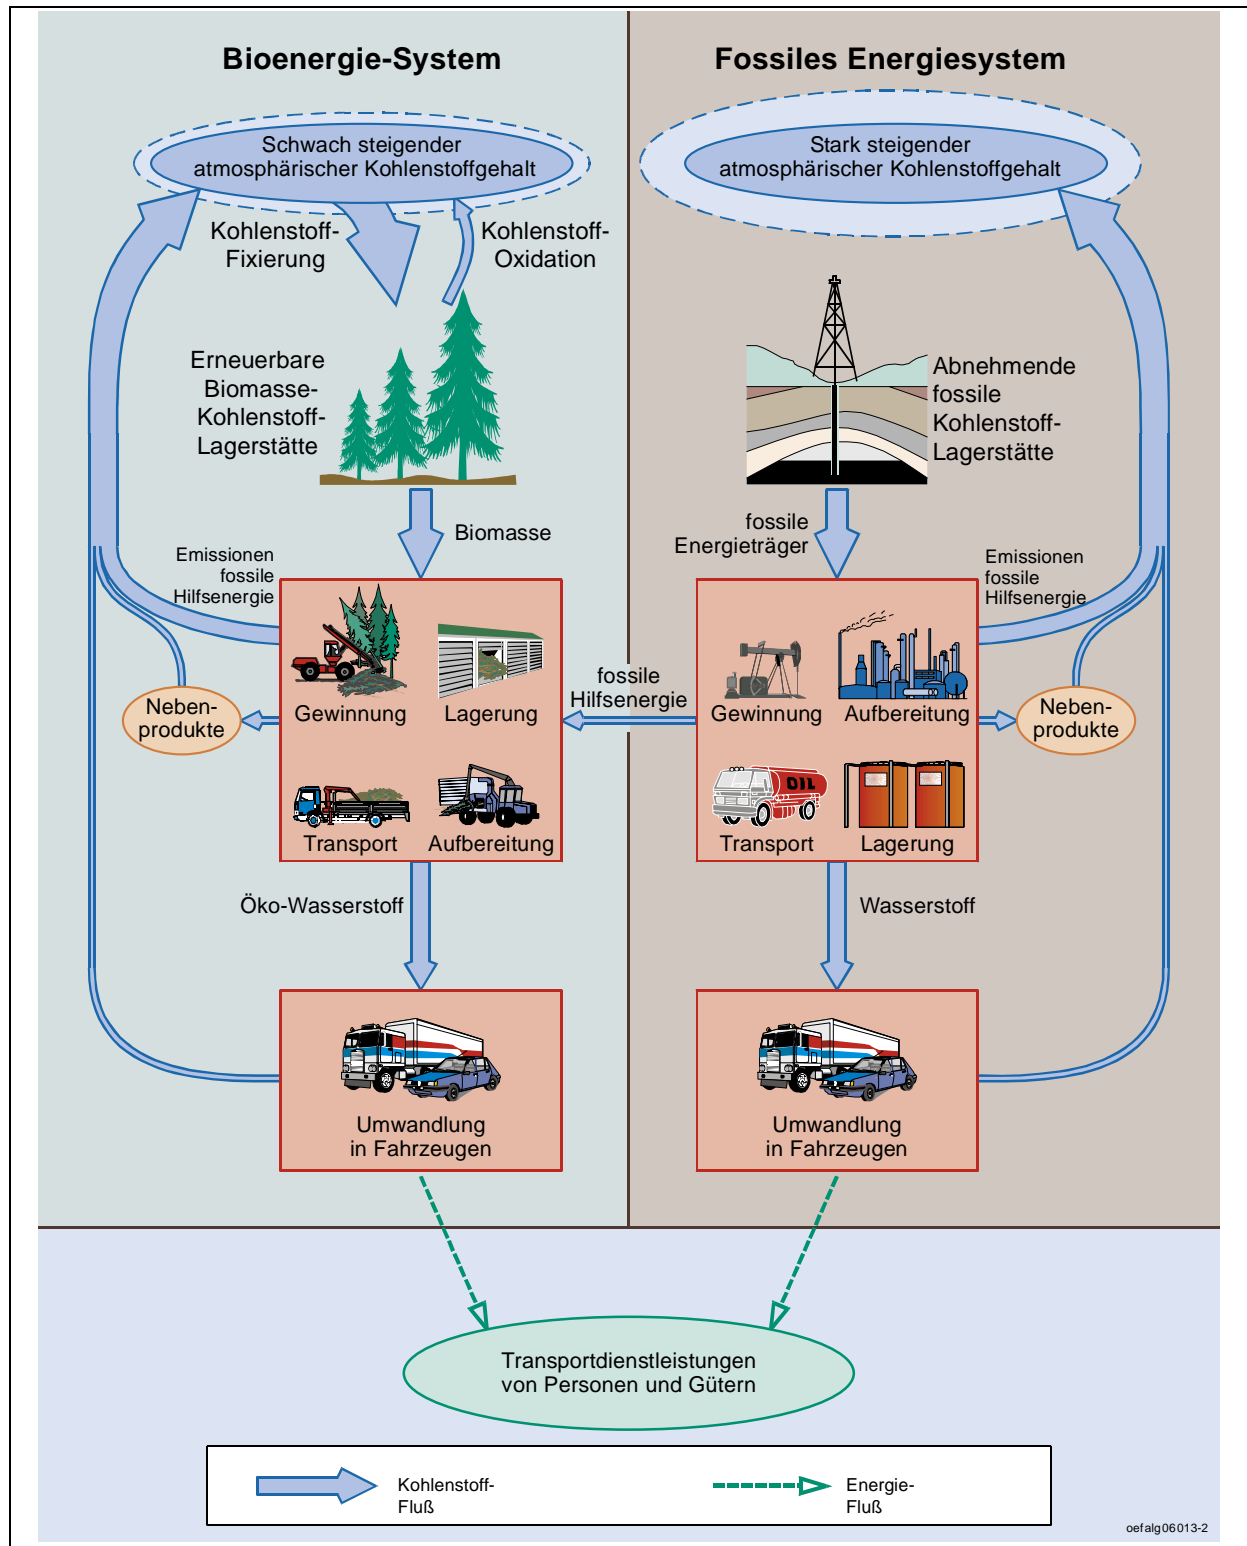 Bioenergie-System
Fossiles Energiesystem
Schwach steigender
atmosphärischer Kohlenstoffgehalt
Stark steigender
atmosphärischer Kohlenstoffgehalt
Kohlenstoff-
Fixierung
Kohlenstoff-
Oxidation
Erneuerbare
Biomasse-
Kohlenstoff-
Lagerstätte
Abnehmende
fossile
Kohlenstoff-
Lagerstätte
Biomasse
fossile
Energieträger
Emissionen
fossile
Hilfsenergie
Emissionen
fossile
Hilfsenergie
Gewinnung
Lagerung
Transport
Aufbereitung
Neben-
produkte
fossile
Hilfsenergie
Gewinnung
Aufbereitung
OIL
Transport
Lagerung
Neben-
produkte
Öko-Wasserstoff
Wasserstoff
Umwandlung
in Fahrzeugen
Umwandlung
in Fahrzeugen
Transportdienstleistungen
von Personen und Gütern
Kohlenstoff-
Fluß
Energie-
Fluß
oefalg06013-2